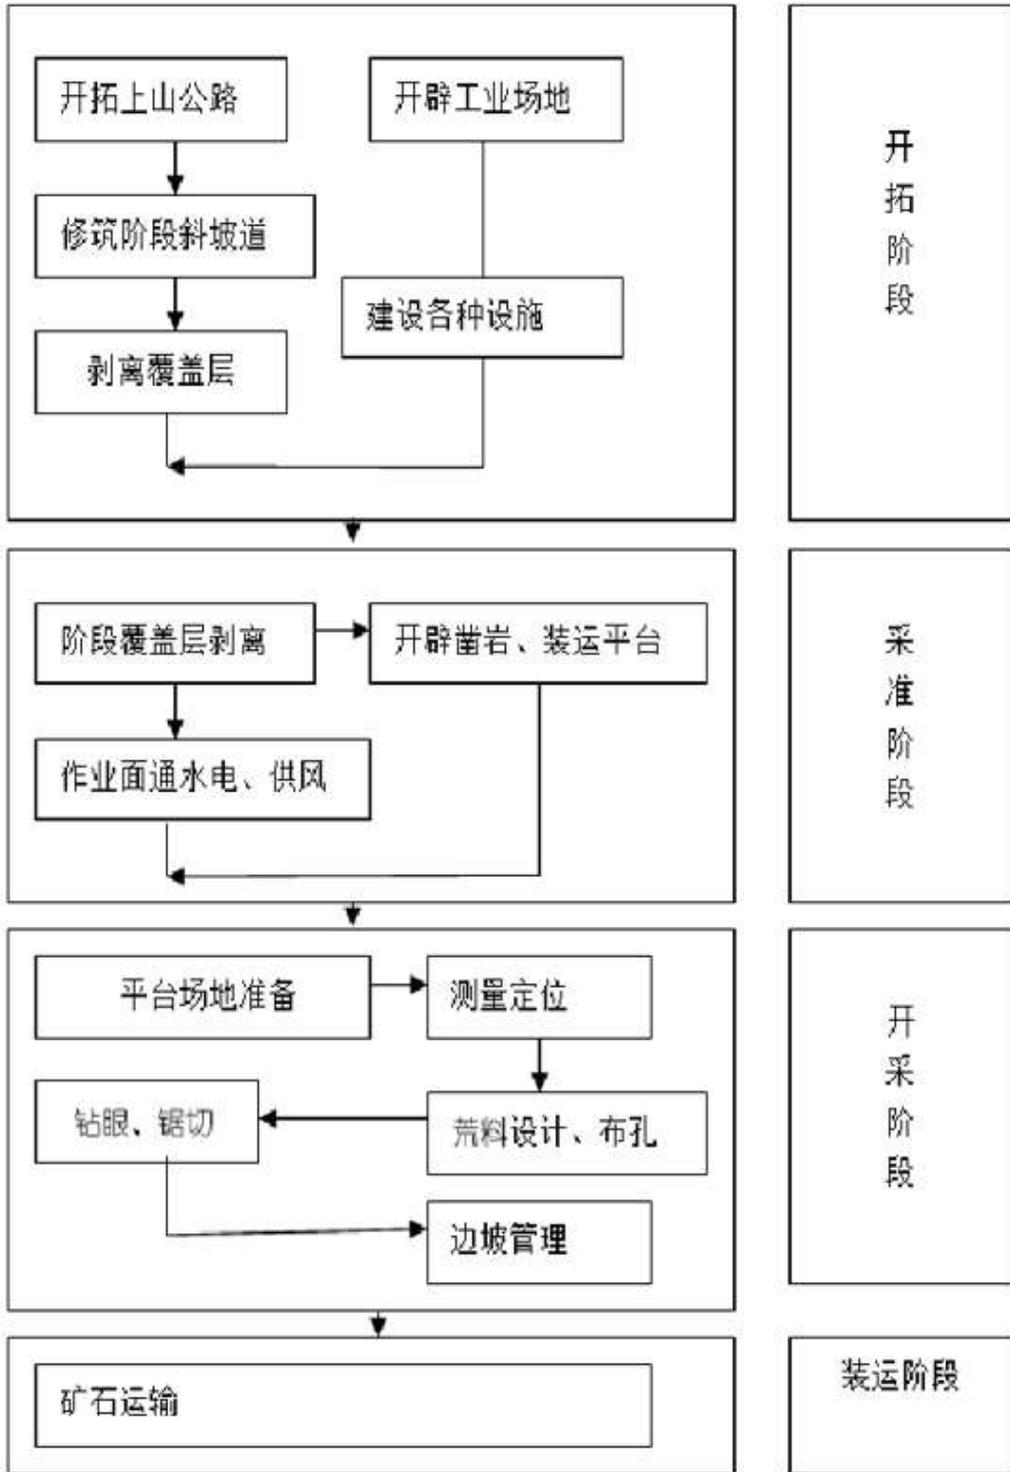 开拓上山公路
开辟工业场地
修筑阶段斜坡道
建设各种设施
剥离覆盖层
开拓阶段
阶段覆盖层剥离
开辟凿岩、装运平台
作业面通水电、供风
采准阶段
平台场地准备
测量定位
钻眼、锯切
荒料设计、布孔
边坡管理
开采阶段
矿石运输
装运阶段